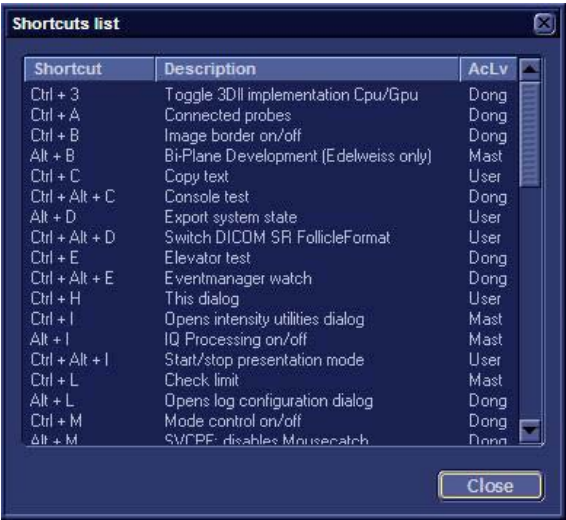 Shortcuts list
Shortcut Description AcLv
Ctrl + 3 Toggle 3DII implementation Cpu/Gpu Dong
Ctrl + A Connected probes Dong
Ctrl + B Image border on/off Dong
Alt + B Bi-Plane Development (Edelweiss only) Mast
Ctrl + C Copy text User
Ctrl + Alt + C Console test Dong
Alt + D Export system state User
Ctrl + Alt + D Switch DICOM SR FollicleFormat User
Ctrl + E Elevator test Dong
Ctrl + Alt + E Eventmanager watch Dong
Ctrl + H This dialog User
Ctrl + I Opens intensity utilities dialog Mast
Alt + I IQ Processing on/off Mast
Ctrl + Alt + I Start/stop presentation mode User
Ctrl + L Check limit Mast
Alt + L Opens log configuration dialog Dong
Ctrl + M Mode control on/off Dong
Alt + M SVCPE: disables Mousecatch Dong
Close